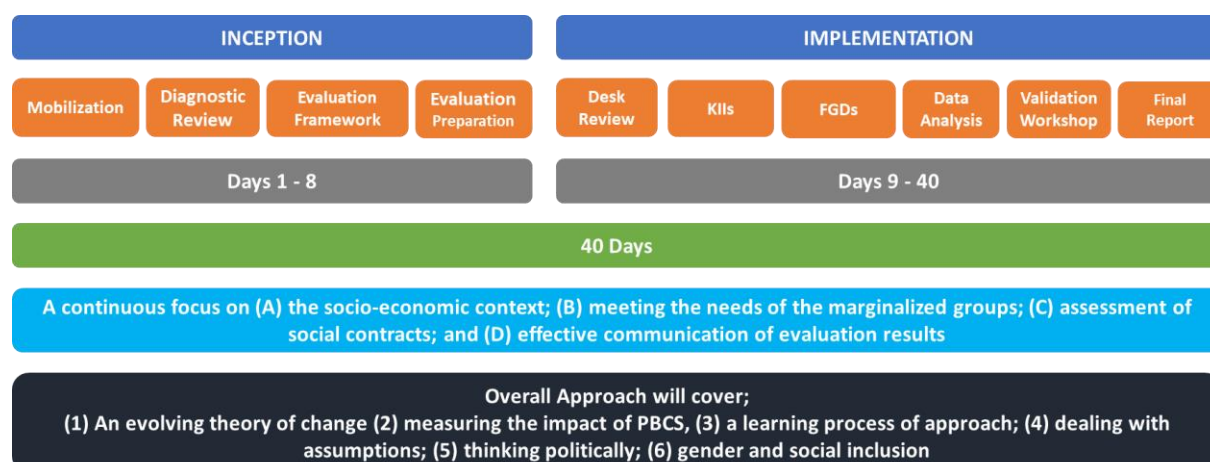 INCEPTION
IMPLEMENTATION
Mobilization
Diagnostic
Review
Evaluation
Framework
Evaluation
Preparation
Desk
Review
KIIs
FGDs
Data
Analysis
Validation
Workshop
Final
Report
Days 1 - 8
Days 9 - 40
40 Days
A continuous focus on (A) the socio-economic context; (B) meeting the needs of the marginalized groups; (C) assessment of
social contracts; and (D) effective communication of evaluation results
Overall Approach will cover;
(1) An evolving theory of change (2) measuring the impact of PBCS, (3) a learning process of approach; (4) dealing with
assumptions; (5) thinking politically; (6) gender and social inclusion